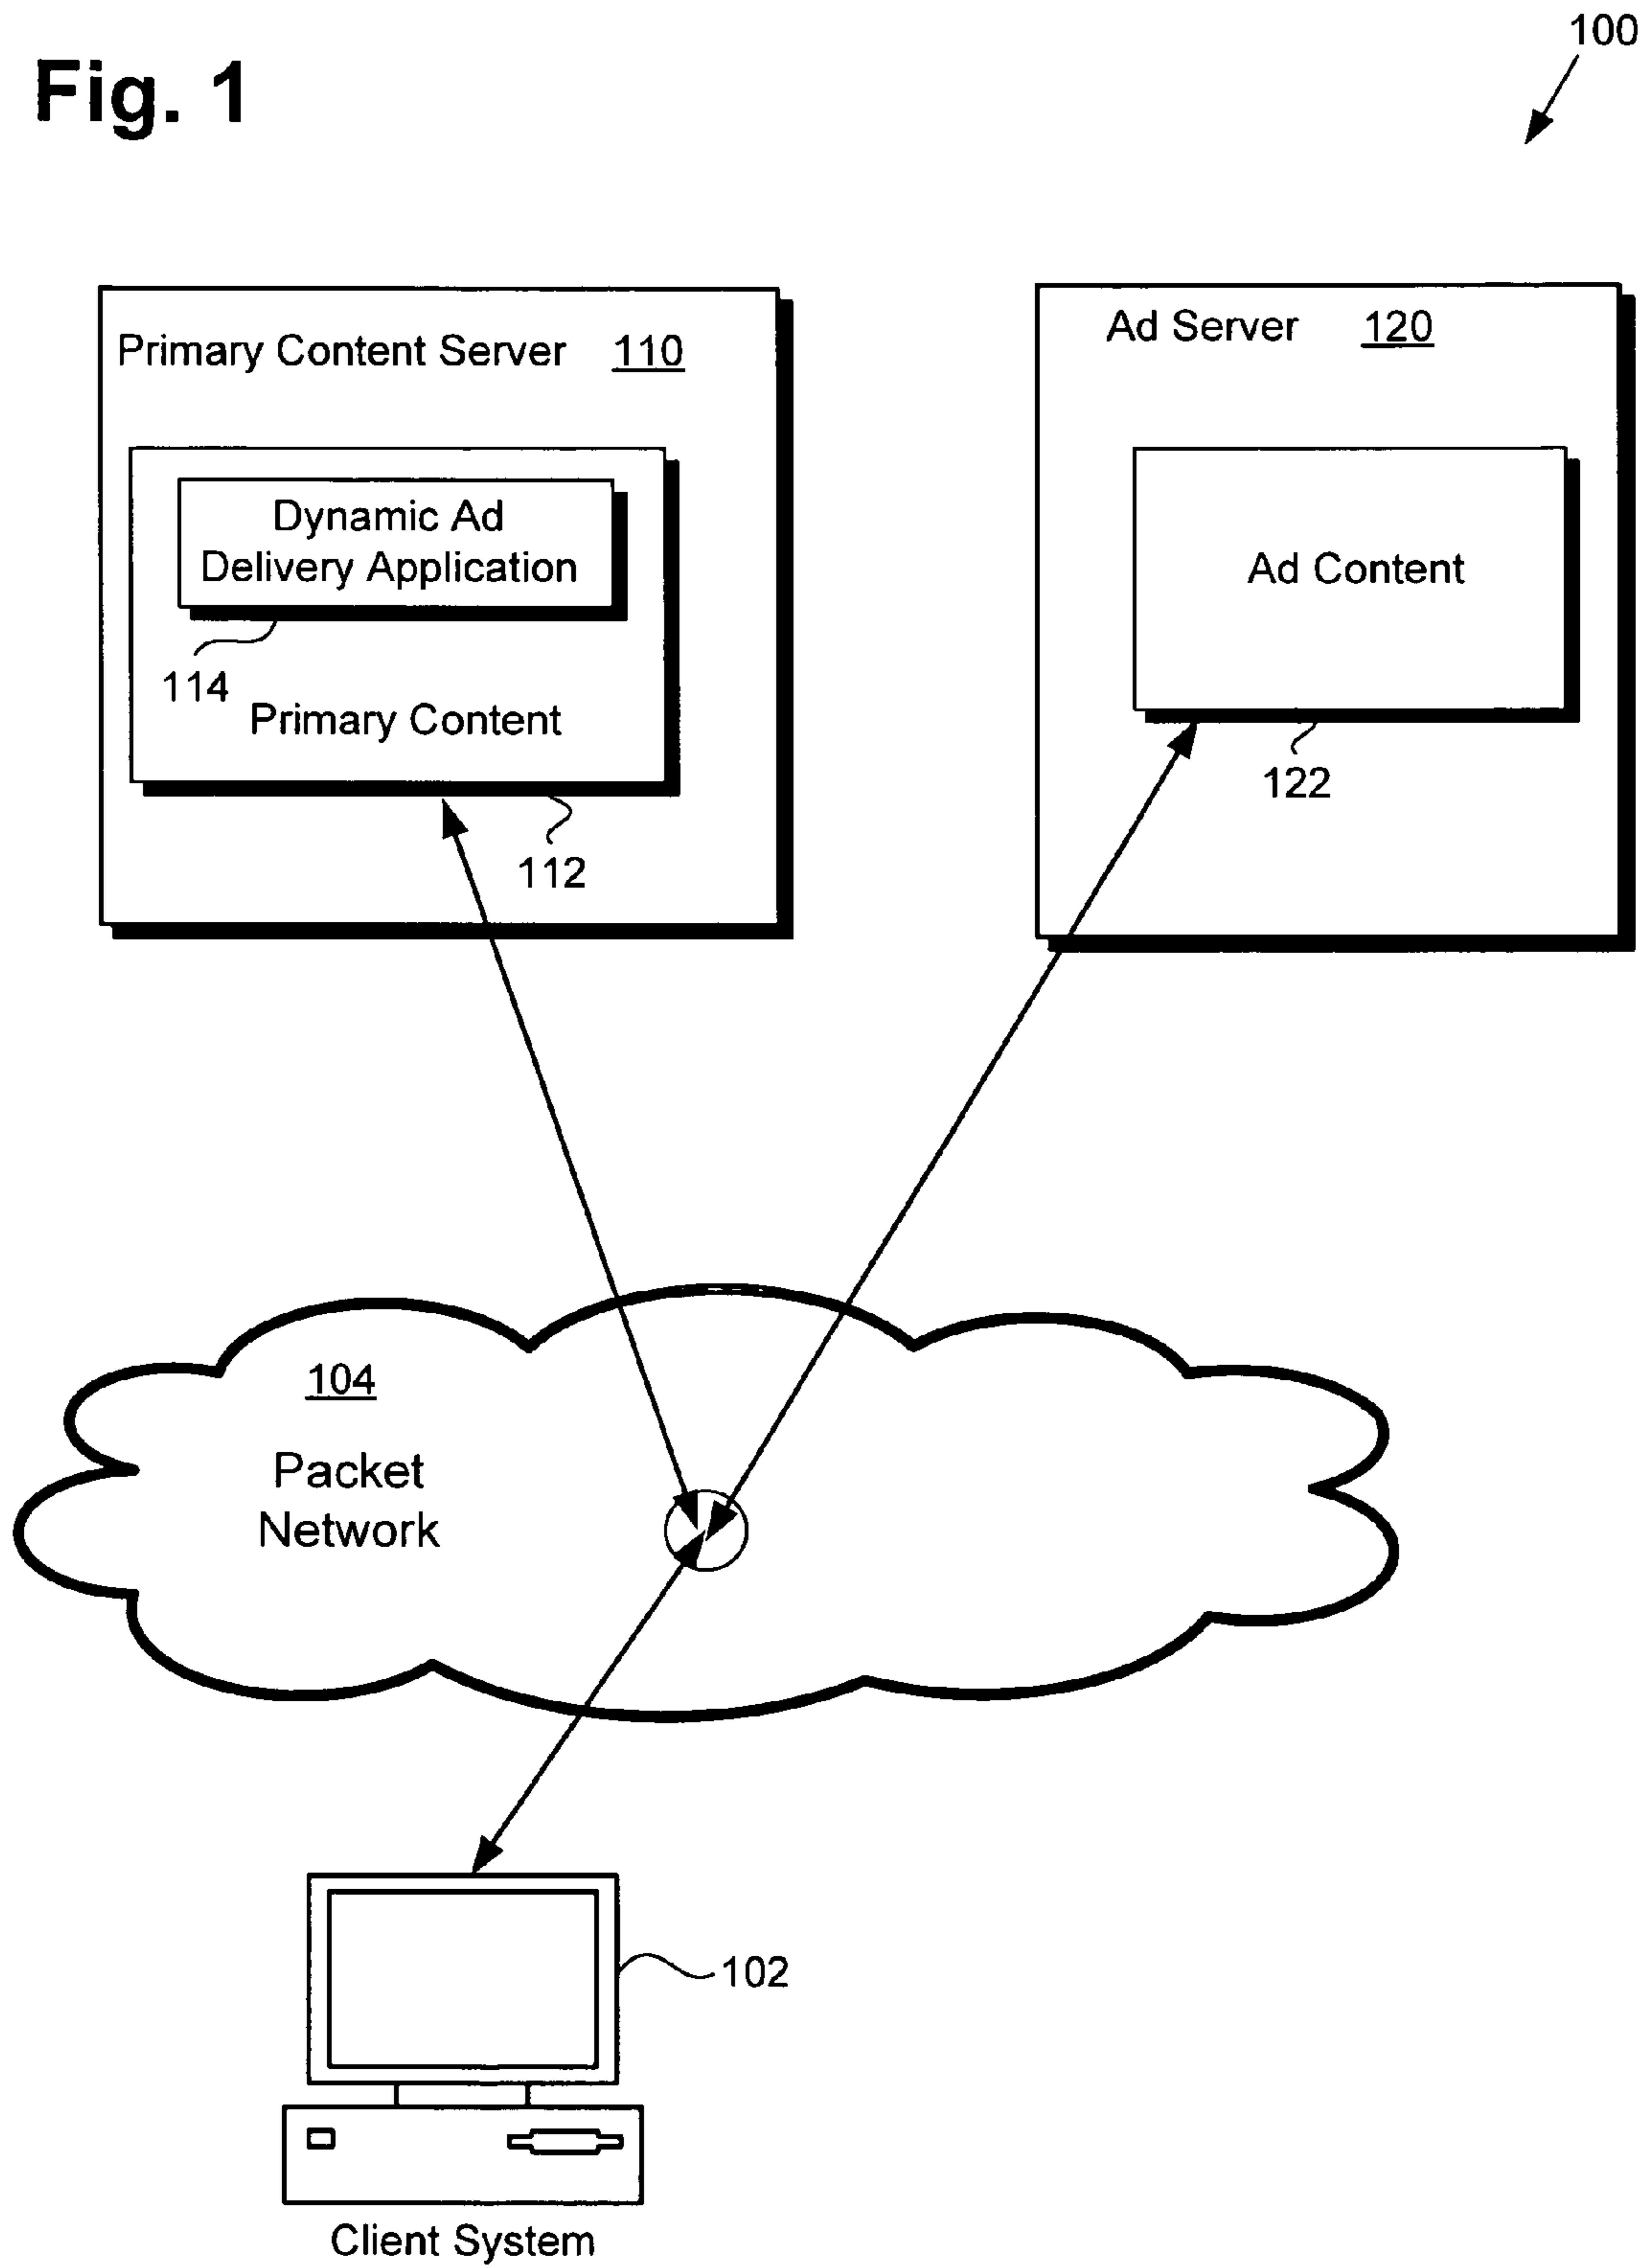 100
Fig. 1
Primary Content Server 110
Ad Server 120
Dynamic Ad
Delivery Application
Ad Content
114
Primary Content
122
112
104
Packet
Network
102
Client System